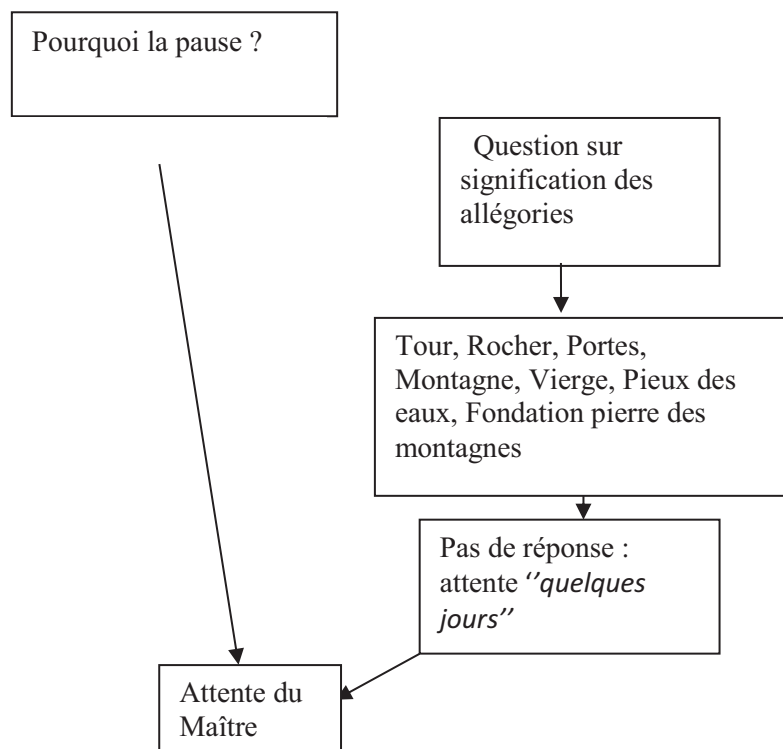 Pourquoi la pause ?
Question sur
signification des
allégories
Tour, Rocher, Portes,
Montagne, Vierge, Pieux des
eaux, Fondation pierre des
montagnes
Pas de réponse :
attente ‘’quelques
jours’’
Attente du
Maître